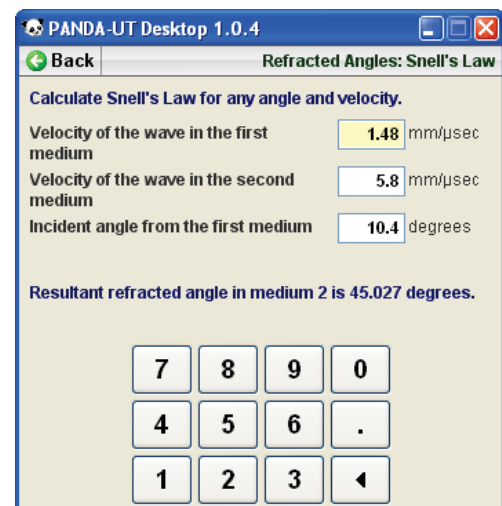 PANDA-UT Desktop 1.0.4
Back
Refracted Angles: Snell's Law
Calculate Snell's Law for any angle and velocity.
Velocity of the wave in the first 1.48 mm/µsec
medium
Velocity of the wave in the second 5.8 mm/µsec
medium
Incident angle from the first medium 10.4 degrees
Resultant refracted angle in medium 2 is 45.027 degrees.
7 8 9 0
4 5 6 .
1 2 3